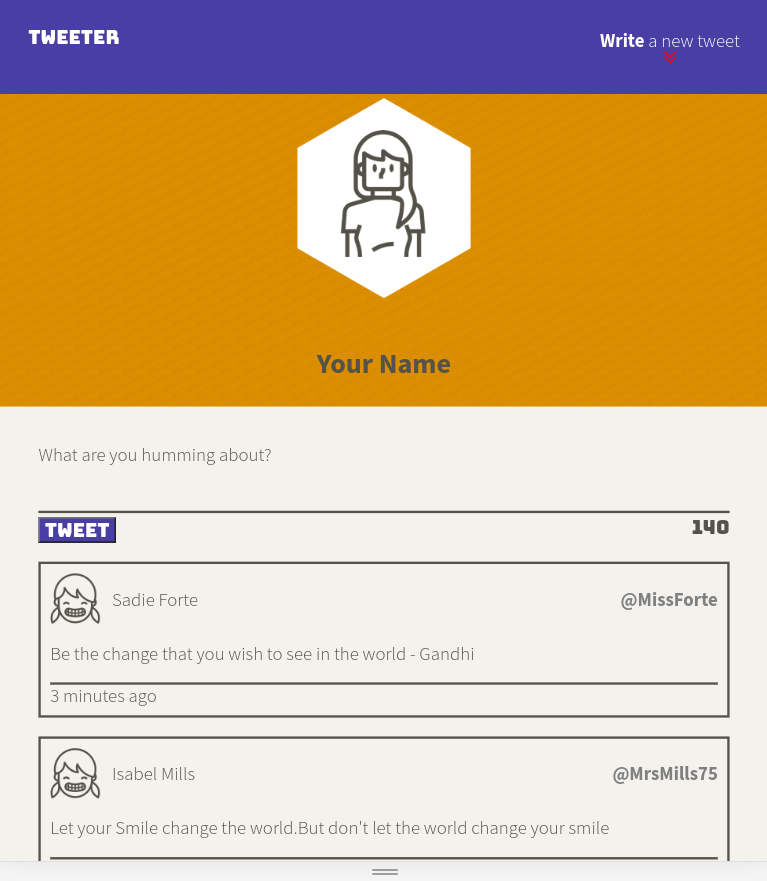 TWEETER
Write a new tweet
Your Name
What are you humming about?
TWEET 140
Sadie Forte @MissForte
Be the change that you wish to see in the world - Gandhi
3 minutes ago
Isabel Mills @MrsMills75
Let your Smile change the world.But don't let the world change your smile